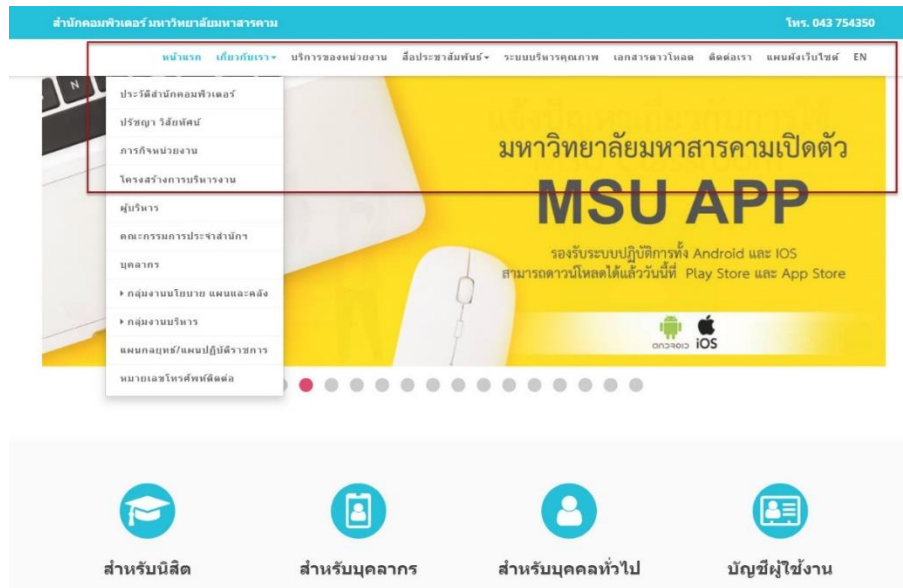 สำนักคอมพิวเตอร์ มหาวิทยาลัยมหาสารคาม
โทร. 043 754350
หน้าแรก เกี่ยวกับเรา บริการของหน่วยงาน สื่อประชาสัมพันธ์ ระบบบริหารคุณภาพ เอกสารดาวโหลด ติดต่อเรา แผนผังเว็บไซต์ EN
ประวัติสำนักคอมพิวเตอร์
ปรัชญา วิสัยทัศน์
ภารกิจหน่วยงาน
โครงสร้างการบริหารงาน
ผู้บริหาร
คณะกรรมการประจำสำนักฯ
บุคลากร
กลุ่มงานนโยบาย แผนและคลัง
กลุ่มงานบริหาร
แผนกลยุทธ์/แผนปฏิบัติราชการ
หมายเลขโทรศัพท์ติดต่อ
N
มหาวิทยาลัยมหาสารคามเปิดตัว
MSU APP
รองรับระบบปฏิบัติการทั้ง Android และ IOS
สามารถดาวน์โหลดได้แล้ววันนี้ที่ Play Store และ App Store
ANDROID iOS
สำหรับนิสิต
สำหรับบุคลากร
สำหรับบุคคลทั่วไป
บัญชีผู้ใช้งาน